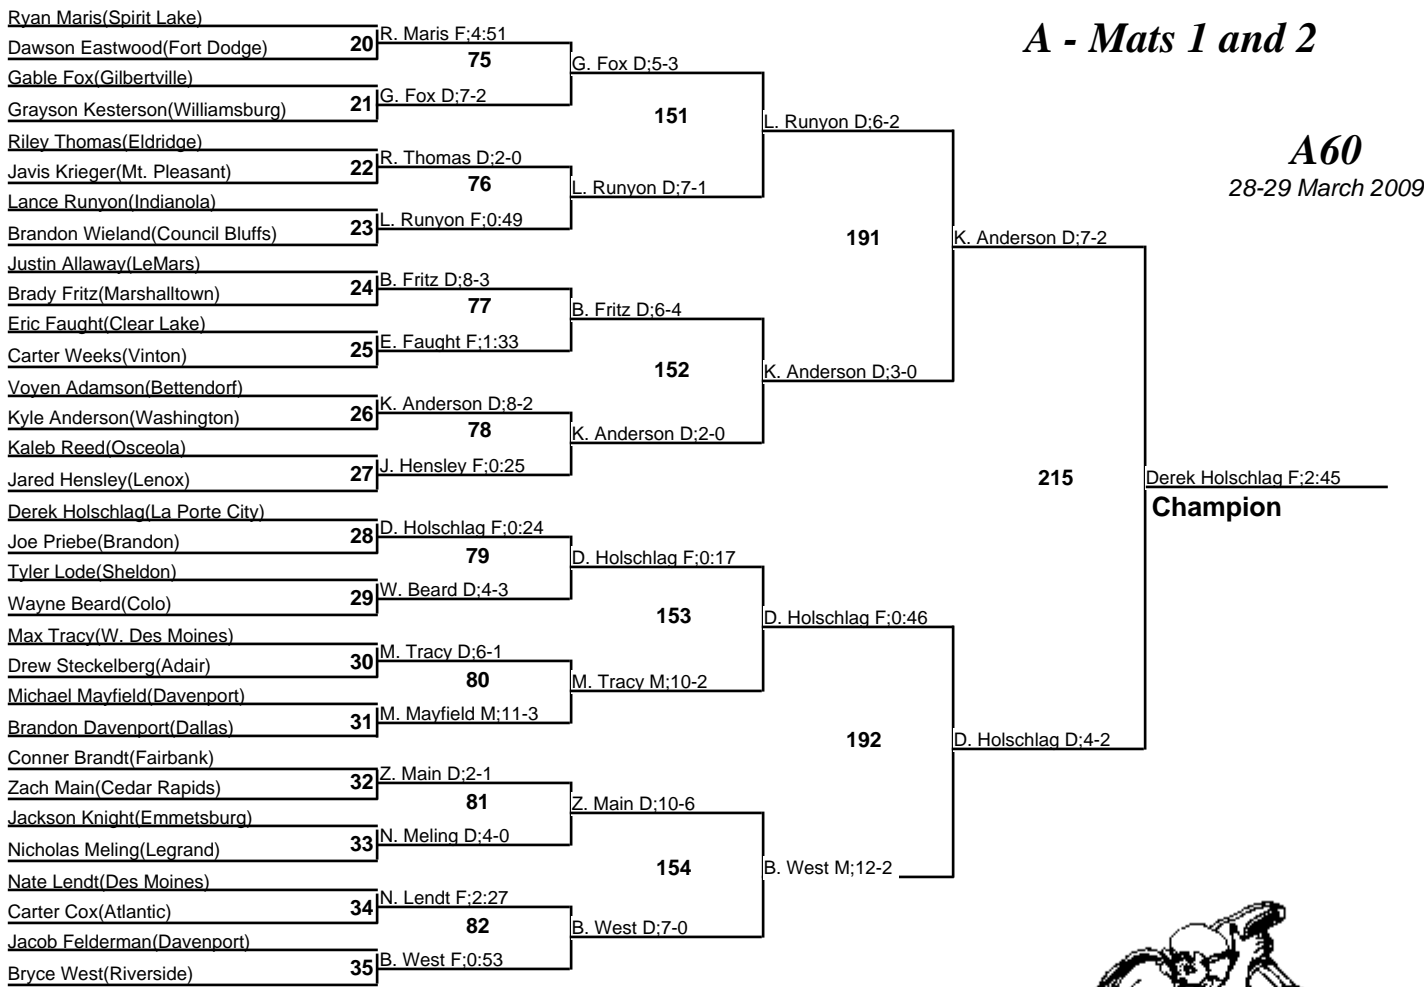 Ryan Maris(Spirit Lake)
Dawson Eastwood(Fort Dodge)
Gable Fox(Gilbertville)
Grayson Kesterson(Williamsburg)
Riley Thomas(Eldridge)
Javis Krieger(Mt. Pleasant)
Lance Runyon(Indianola)
Brandon Wieland(Council Bluffs)
Justin Allaway(LeMars)
Brady Fritz(Marshalltown)
Eric Faught(Clear Lake)
Carter Weeks(Vinton)
Voyen Adamson(Bettendorf)
Kyle Anderson(Washington)
Kaleb Reed(Osceola)
Jared Hensley(Lenox)
Derek Holschlag(La Porte City)
Joe Priebe(Brandon)
Tyler Lode(Sheldon)
Wayne Beard(Colo)
Max Tracy(W. Des Moines)
Drew Steckelberg(Adair)
Michael Mayfield(Davenport)
Brandon Davenport(Dallas)
Conner Brandt(Fairbank)
Zach Main(Cedar Rapids)
Jackson Knight(Emmetsburg)
Nicholas Meling(Legrand)
Nate Lendt(Des Moines)
Carter Cox(Atlantic)
Jacob Felderman(Davenport)
Bryce West(Riverside)
20
21
22
23
24
25
26
27
28
29
30
31
32
33
34
35
R. Maris F;4:51
75
G. Fox D;7-2
R. Thomas D;2-0
76
L. Runyon F;0:49
B. Fritz D;8-3
77
E. Faught F;1:33
K. Anderson D;8-2
78
J. Hensley F;0:25
D. Holschlag F;0:24
79
W. Beard D;4-3
M. Tracy D;6-1
80
M. Mayfield M;11-3
Z. Main D;2-1
81
N. Meling D;4-0
N. Lendt F;2:27
82
B. West F;0:53
G. Fox D;5-3
151
L. Runyon D;7-1
B. Fritz D;6-4
152
K. Anderson D;2-0
D. Holschlag F;0:17
153
M. Tracy M;10-2
Z. Main D;10-6
154
B. West D;7-0
L. Runyon D;6-2
191
K. Anderson D;3-0
D. Holschlag F;0:46
192
B. West M;12-2
K. Anderson D;7-2
215
D. Holschlag D;4-2
Derek Holschlag F;2:45
Champion
A - Mats 1 and 2
A60
28-29 March 2009